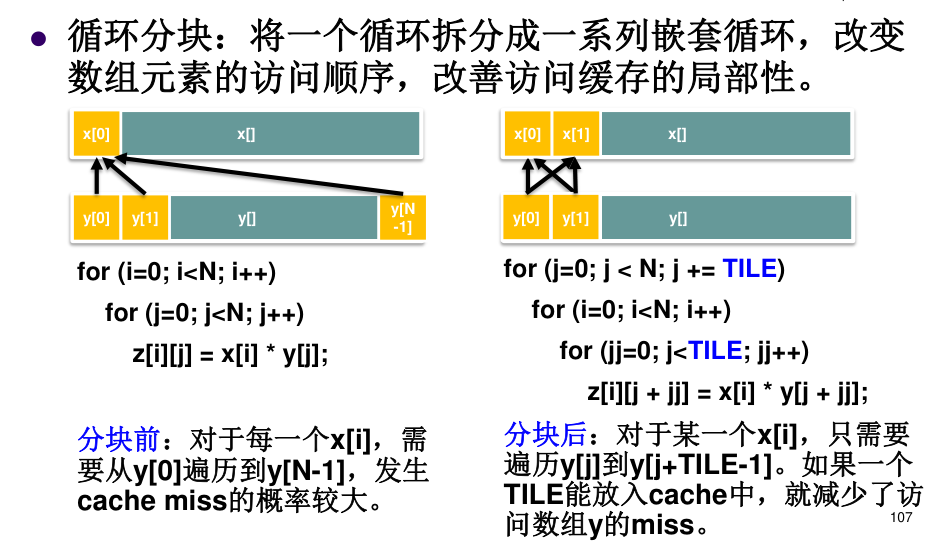 ● 循环分块：将一个循环拆分成一系列嵌套循环，改变
数组元素的访问顺序，改善访问缓存的局部性。
x[0] x[]
y[0] y[1] y[] y[N
-1]
for (i=0; i<N; i++)
for (j=0; j<N; j++)
z[i][j] = x[i] * y[j];
分块前：对于每一个x[i]，需
要从y[0]遍历到y[N-1]，发生
cache miss的概率较大。
x[0] x[1] x[]
y[0] y[1] y[]
for (j=0; j < N; j += TILE)
for (i=0; i<N; i++)
for (jj=0; j<TILE; jj++)
z[i][j + jj] = x[i] * y[j + jj];
分块后：对于某一个x[i]，只需要
遍历y[j]到y[j+TILE-1]。如果一个
TILE能放入cache中，就减少了访
问数组y的miss。
107